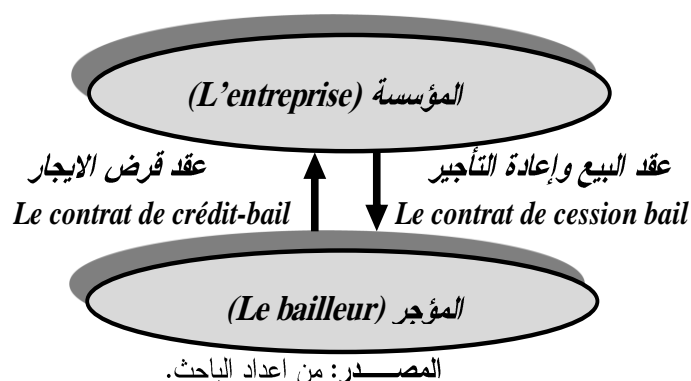 المؤسسة (L'entreprise)
عقد البيع وإعادة التأجير
Le contrat de cession bail
عقد قرض الايجار
Le contrat de crédit-bail
المؤجر (Le bailleur)
المصـــــدر: من اعداد الباحث.